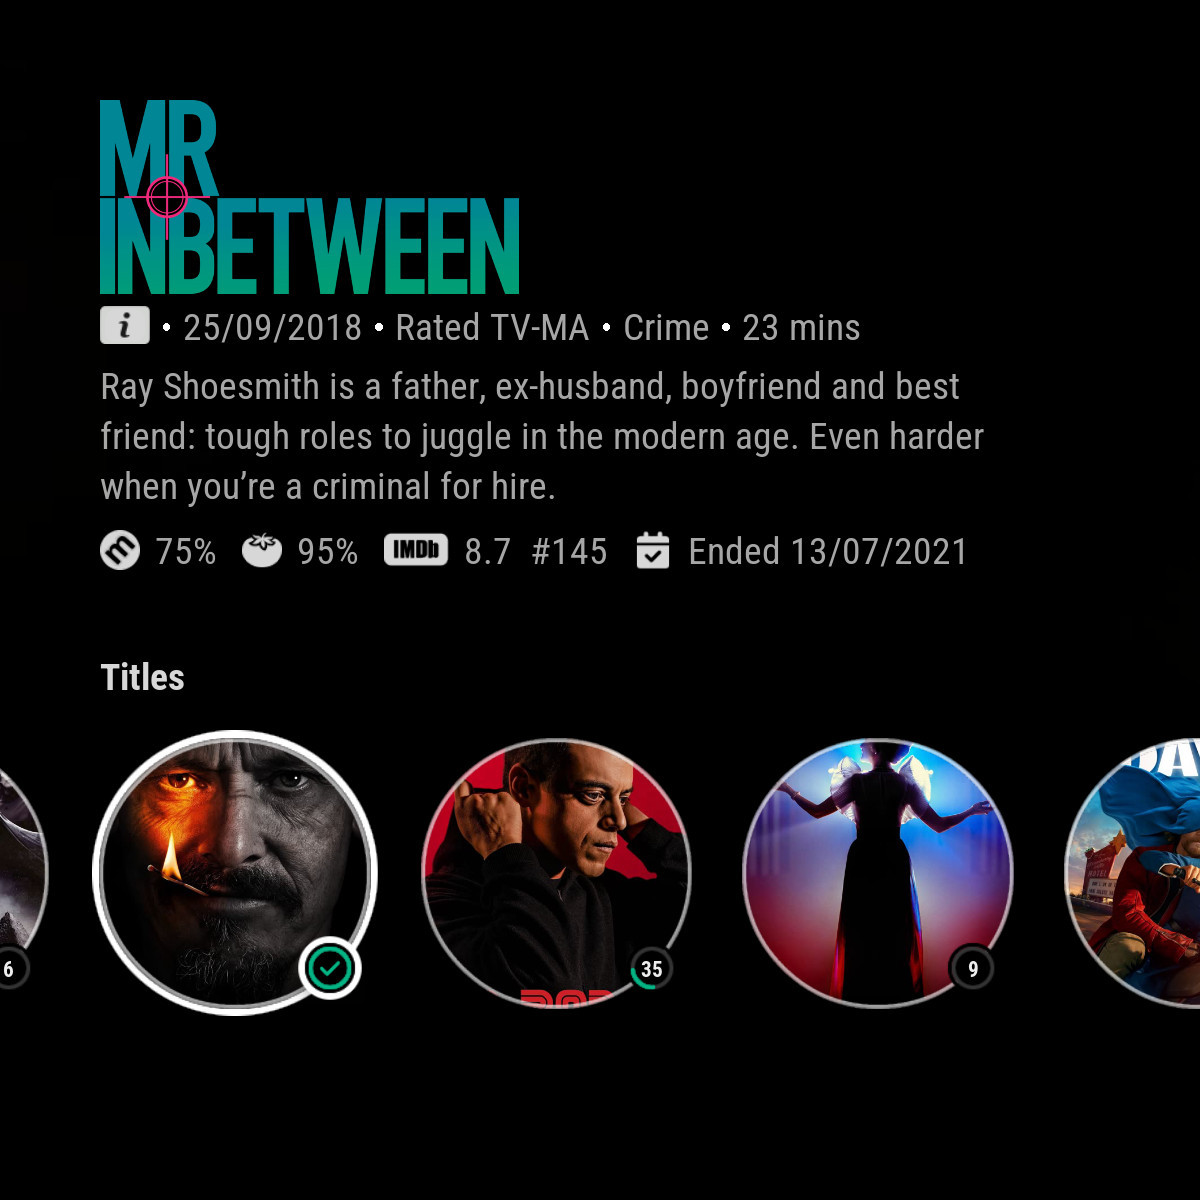 MR
INBETWEEN
i • 25/09/2018 • Rated TV-MA • Crime • 23 mins
Ray Shoesmith is a father, ex-husband, boyfriend and best
friend: tough roles to juggle in the modern age. Even harder
when you’re a criminal for hire.
m 75% 95% IMDb 8.7 #145 Ended 13/07/2021
Titles
DAV
6 35 9